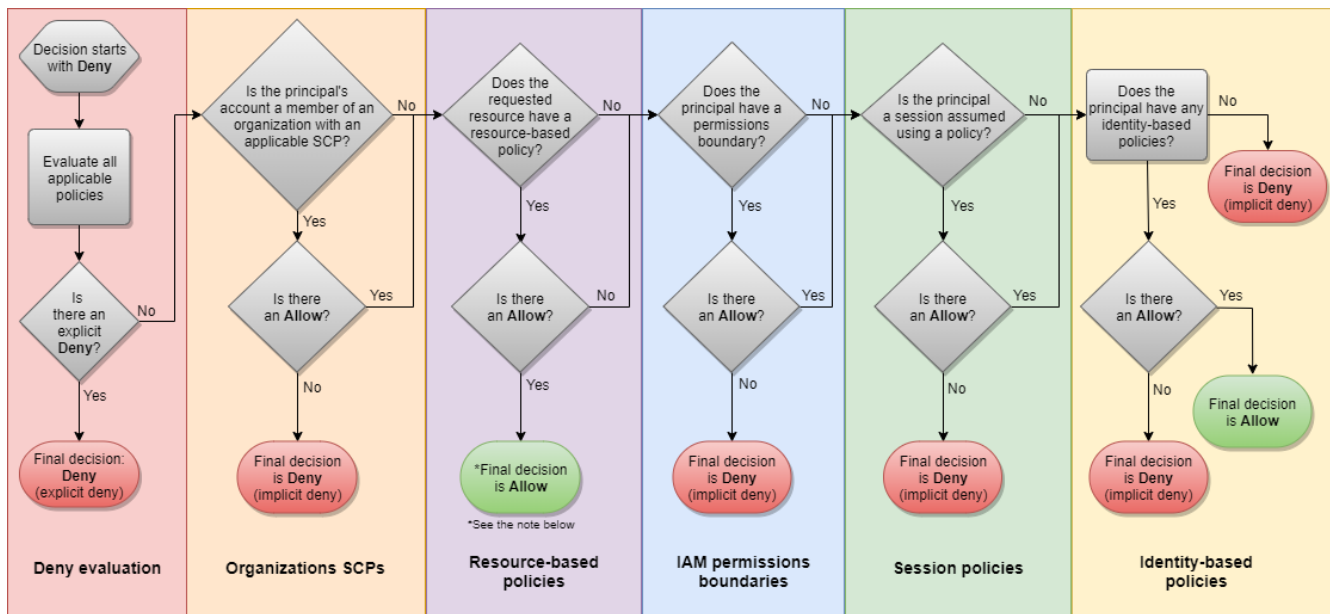 Decision starts
with Deny
Evaluate all
applicable
policies
Is
there an
explicit
Deny?
No
Yes
Final decision:
Deny
(explicit deny)
Deny evaluation
Is the principal's
account a member of an
organization with an
applicable SCP?
No
Yes
Is there
an Allow?
Yes
No
Final decision
is Deny
(implicit deny)
Organizations SCPs
Does the
requested
resource have a
resource-based
policy?
No
Yes
Is there
an Allow?
No
Yes
*Final decision
is Allow
*See the note below
Resource-based
policies
Does the
principal have a
permissions
boundary?
No
Yes
Is there
an Allow?
Yes
No
Final decision
is Deny
(implicit deny)
IAM permissions
boundaries
Is the principal
a session assumed
using a policy?
No
Yes
Is there
an Allow?
Yes
No
Final decision
is Deny
(implicit deny)
Session policies
Does the
principal have any
identity-based
policies?
No
Final decision
is Deny
(implicit deny)
Yes
Is there
an Allow?
Yes
Final decision
is Allow
No
Final decision
is Deny
(implicit deny)
Identity-based
policies